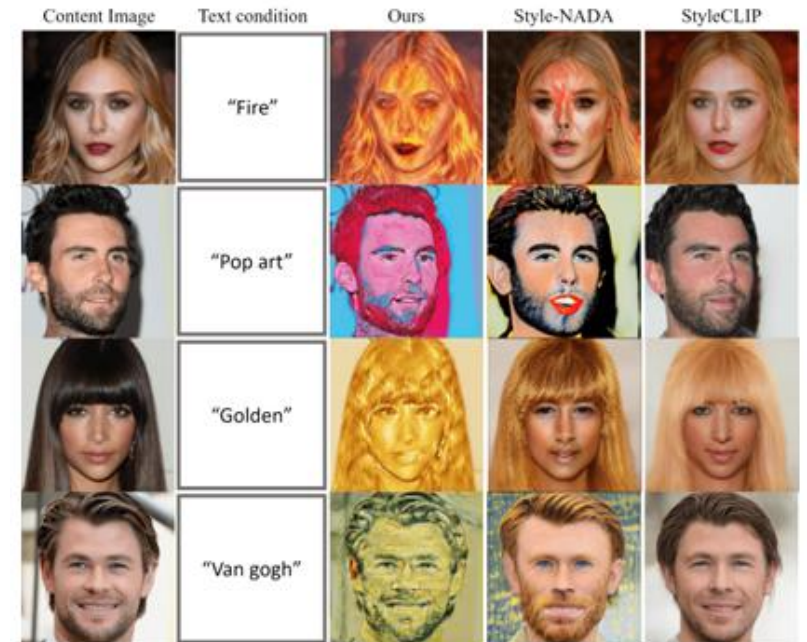 Content Image Text condition Ours Style-NADA StyleCLIP
“Fire”
“Pop art”
“Golden”
“Van gogh”